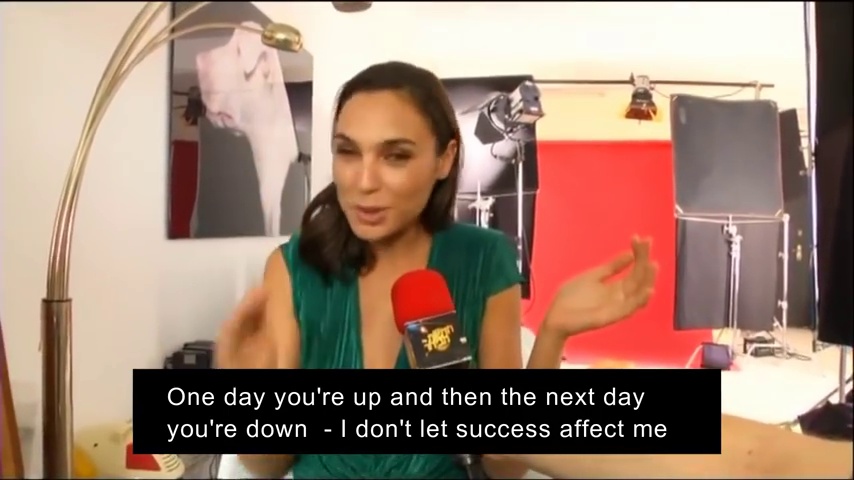 One day you're up and then the next day
you're down  - I don't let success affect me